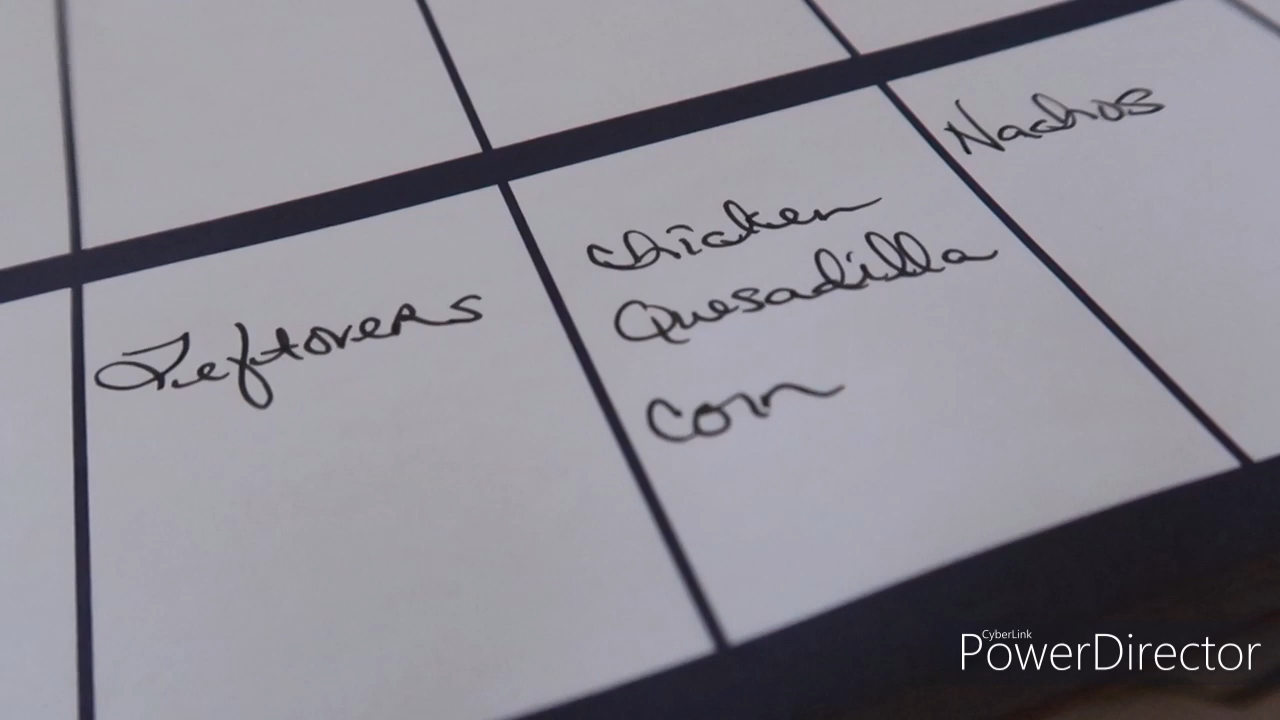 Leftovers
Chicken
Quesadilla
Corn
Nachos
CyberLink
PowerDirector